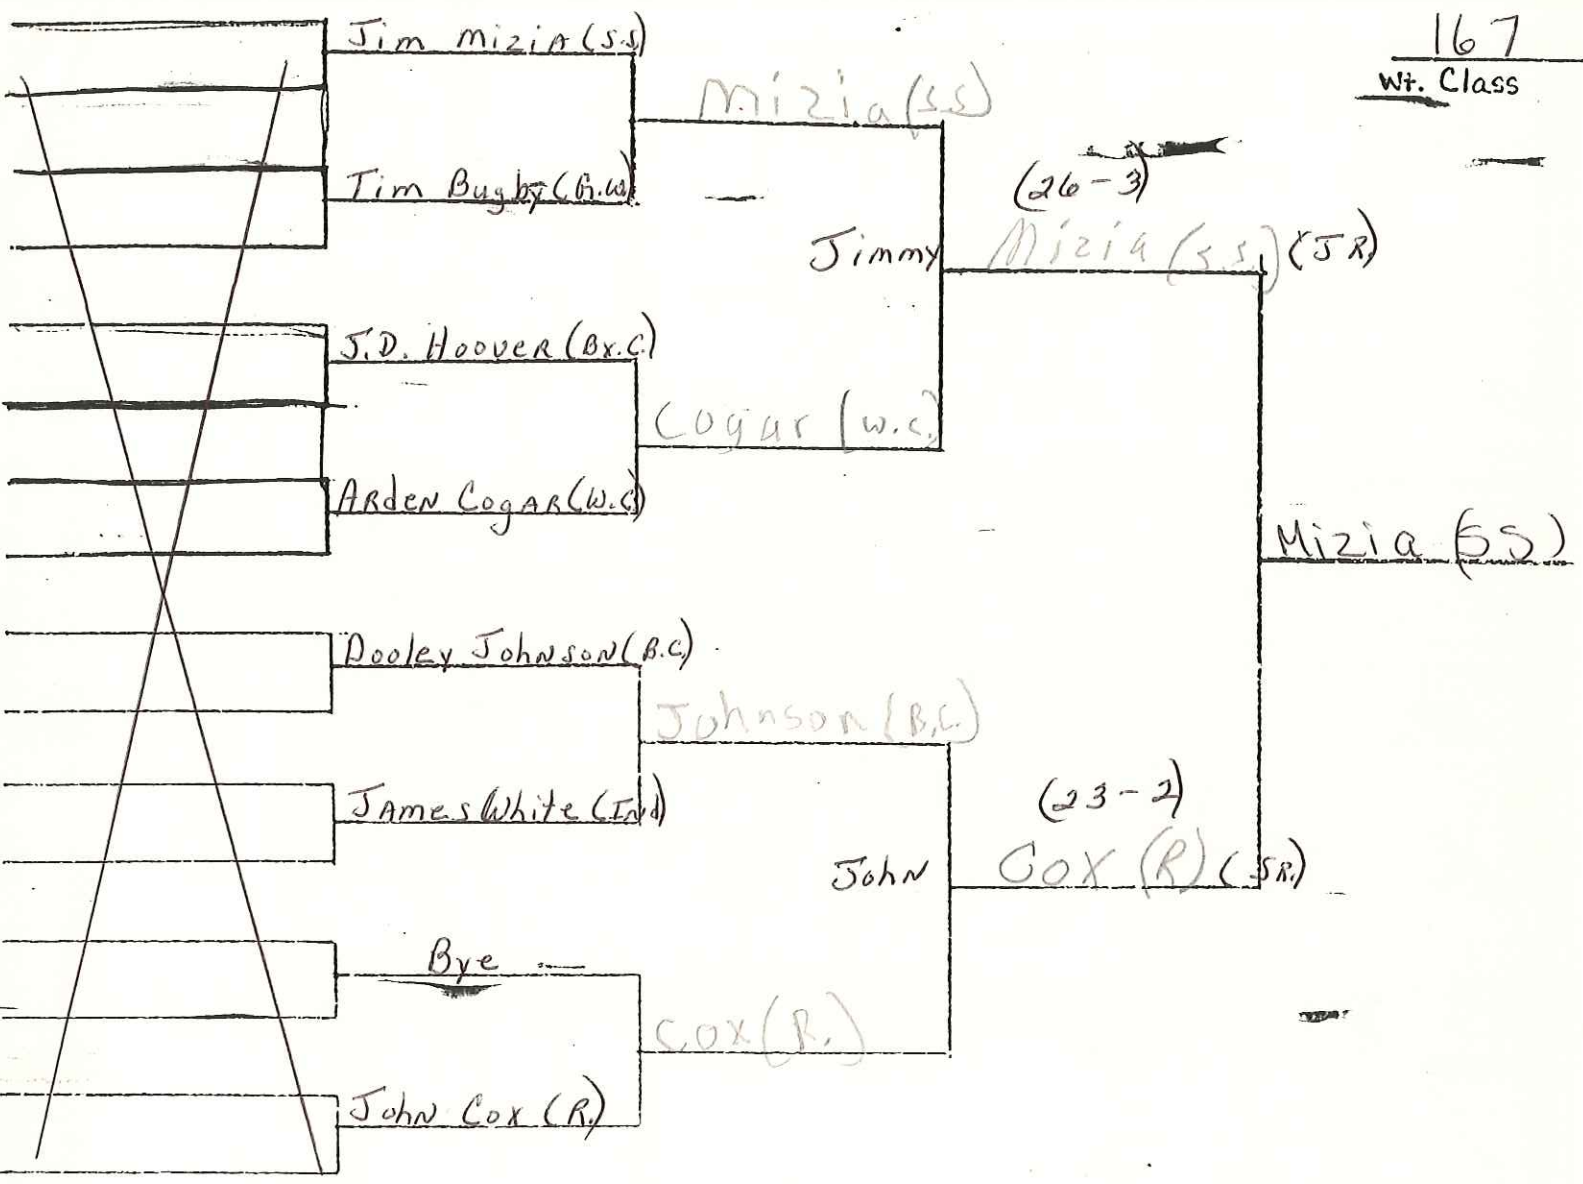 167
Wt. Class
Jim Mizia (S.S)
Mizia (S.S)
Tim Bugby (G.W)
(26-3)
Jimmy
Mizia (S.S.) (JR)
J.D. Hoover (Bx.C.)
Cogar (W.C.)
Arden Cogar (W.C)
Mizia (SS)
Dooley Johnson (B.C.)
Johnson (B.C.)
James White (Ind)
(23-2)
John
Cox (R) (SR.)
Bye
Cox (R.)
John Cox (R.)